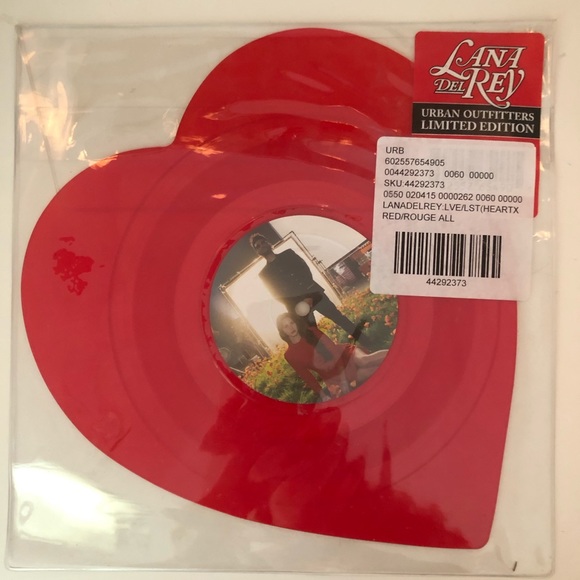 LANA
DEL REY
URBAN OUTFITTERS
LIMITED EDITION
URB
602557654905
0044292373 0060 00000
SKU:44292373
0550 020415 0000262 0060 00000
LANADELREY:LVE/LST(HEARTX
RED/ROUGE ALL
44292373